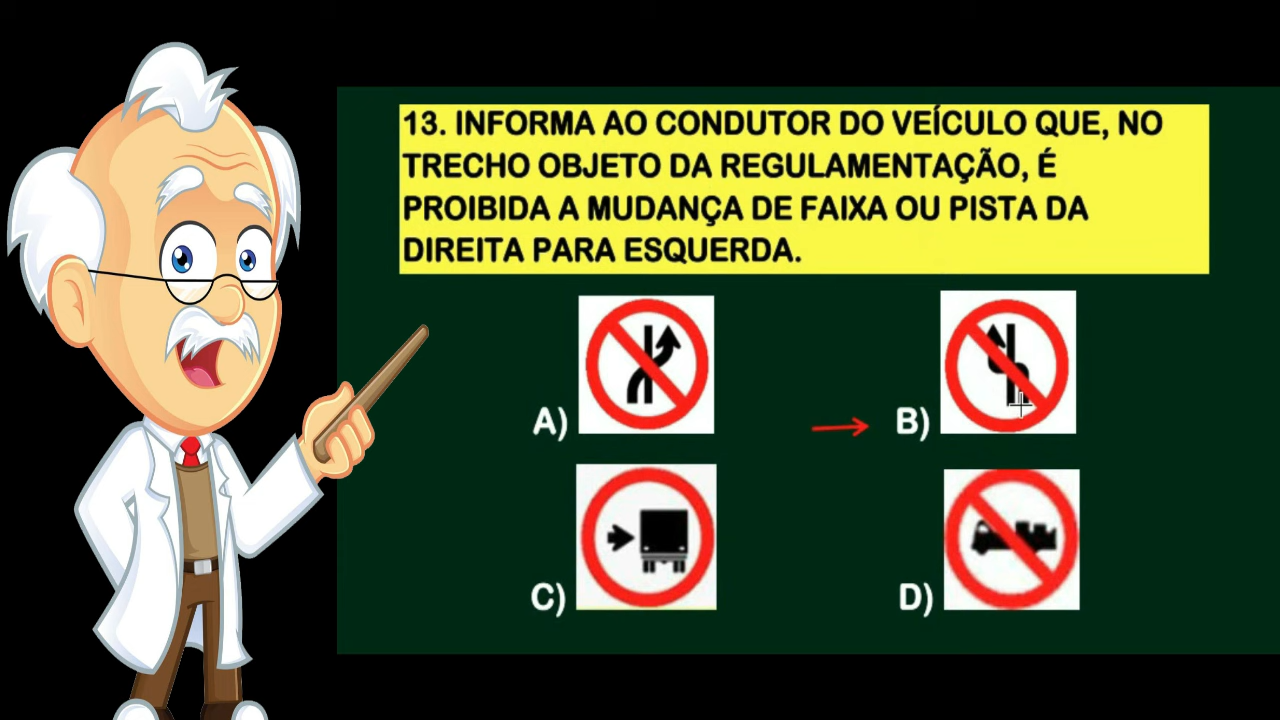 13. INFORMA AO CONDUTOR DO VEÍCULO QUE, NO
TRECHO OBJETO DA REGULAMENTAÇÃO, É
PROIBIDA A MUDANÇA DE FAIXA OU PISTA DA
DIREITA PARA ESQUERDA.
A)
B)
C)
D)